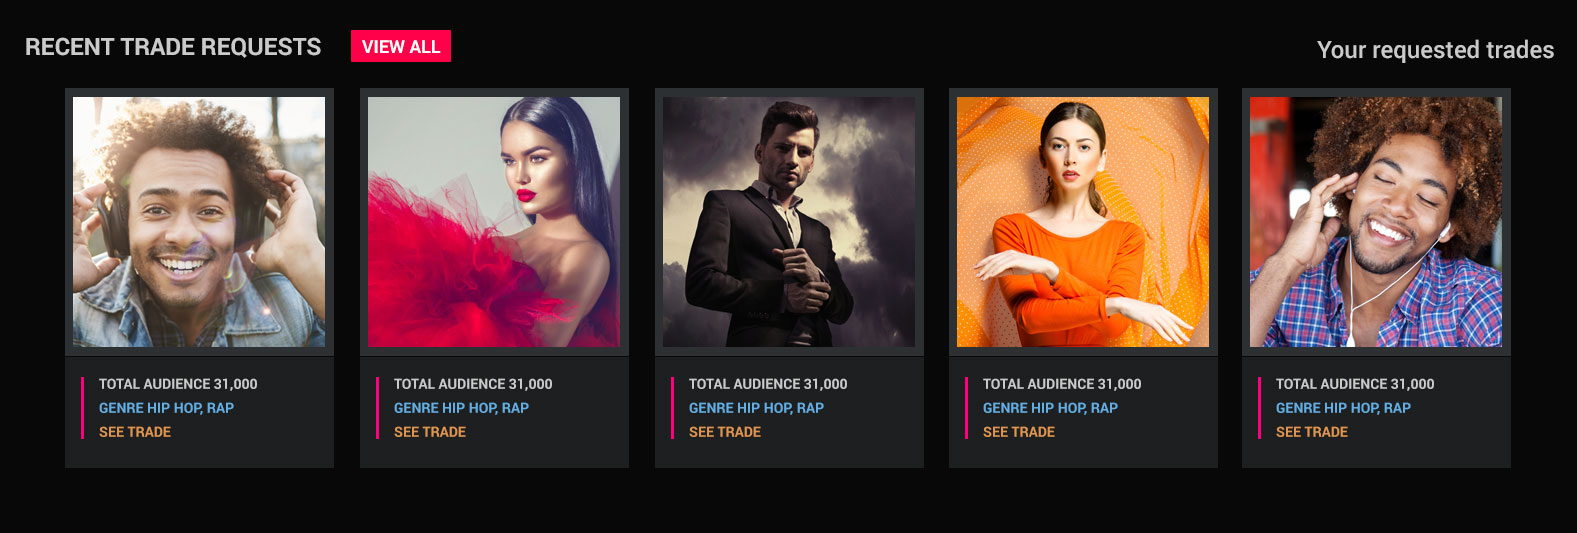 RECENT TRADE REQUESTS
VIEW ALL
Your requested trades
TOTAL AUDIENCE 31,000
GENRE HIP HOP, RAP
SEE TRADE
TOTAL AUDIENCE 31,000
GENRE HIP HOP, RAP
SEE TRADE
TOTAL AUDIENCE 31,000
GENRE HIP HOP, RAP
SEE TRADE
TOTAL AUDIENCE 31,000
GENRE HIP HOP, RAP
SEE TRADE
TOTAL AUDIENCE 31,000
GENRE HIP HOP, RAP
SEE TRADE